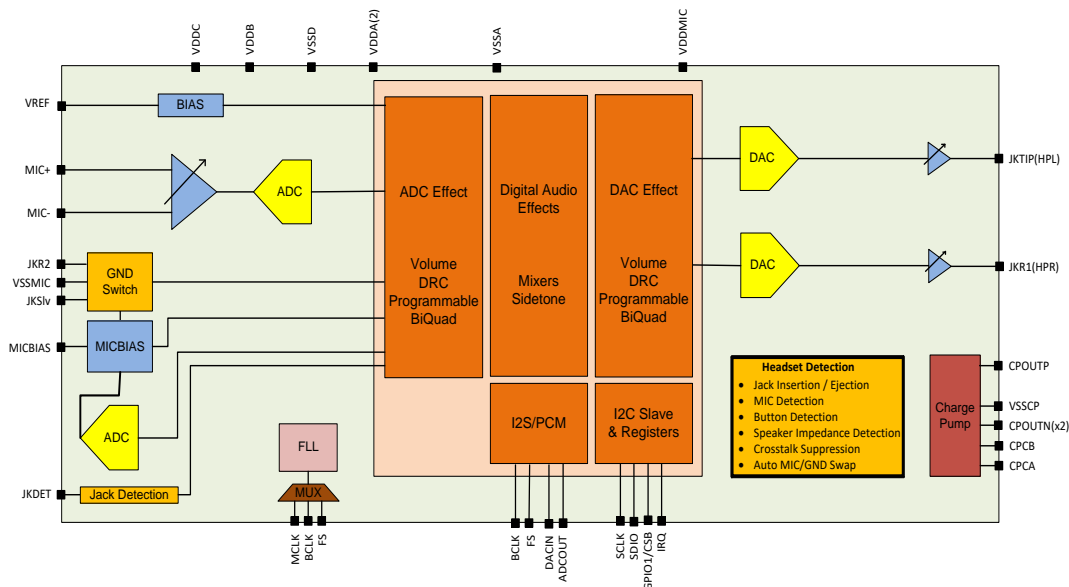 VDDC
VDDB
VSSD
VDDA(2)
VSSA
VDDMIC
VREF
BIAS
MIC+
MIC-
ADC
ADC Effect
Volume
DRC
Programmable
BiQuad
Digital Audio
Effects
Mixers
Sidetone
DAC Effect
Volume
DRC
Programmable
BiQuad
DAC
JKTIP(HPL)
DAC
JKR1(HPR)
JKR2
VSSMIC
JKSlv
GND
Switch
MICBIAS
MICBIAS
ADC
JKDET
Jack Detection
FLL
MUX
MCLK
BCLK
FS
I2S/PCM
I2C Slave
& Registers
BCLK
FS
DACIN
ADCOUT
SCLK
SDIO
GPIO1/CSB
IRQ
Headset Detection
• Jack Insertion / Ejection
• MIC Detection
• Button Detection
• Speaker Impedance Detection
• Crosstalk Suppression
• Auto MIC/GND Swap
Charge
Pump
CPOUTP
VSSCP
CPOUTN(x2)
CPCB
CPCA